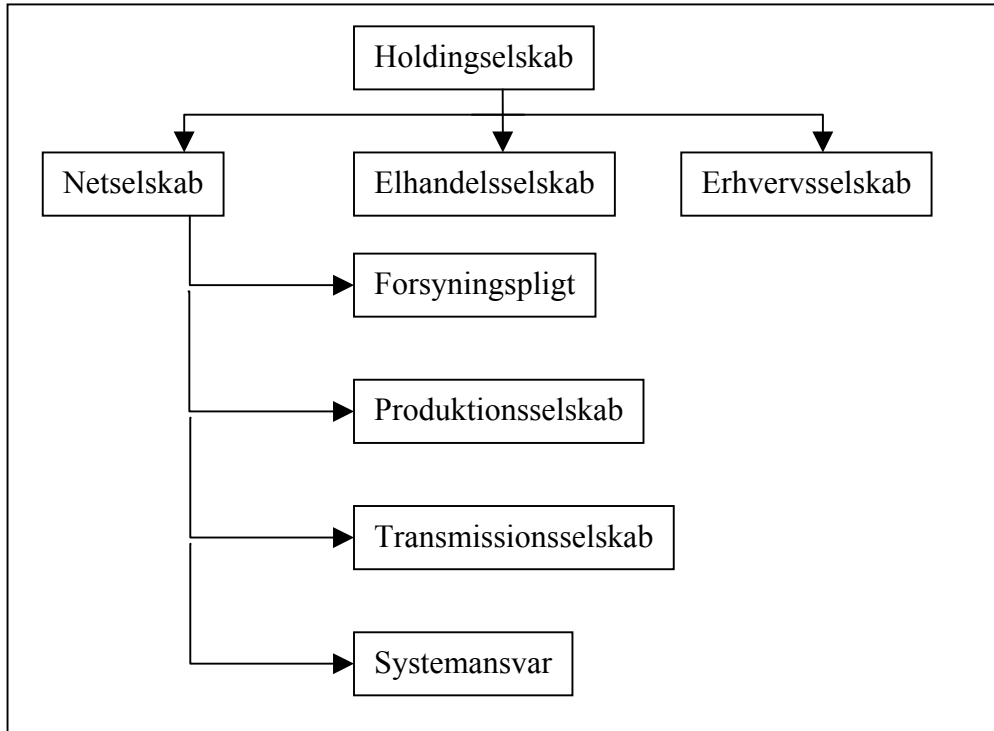 Holdingselskab
Netselskab
Elhandelsselskab
Erhvervsselskab
Forsyningspligt
Produktionsselskab
Transmissionsselskab
Systemansvar